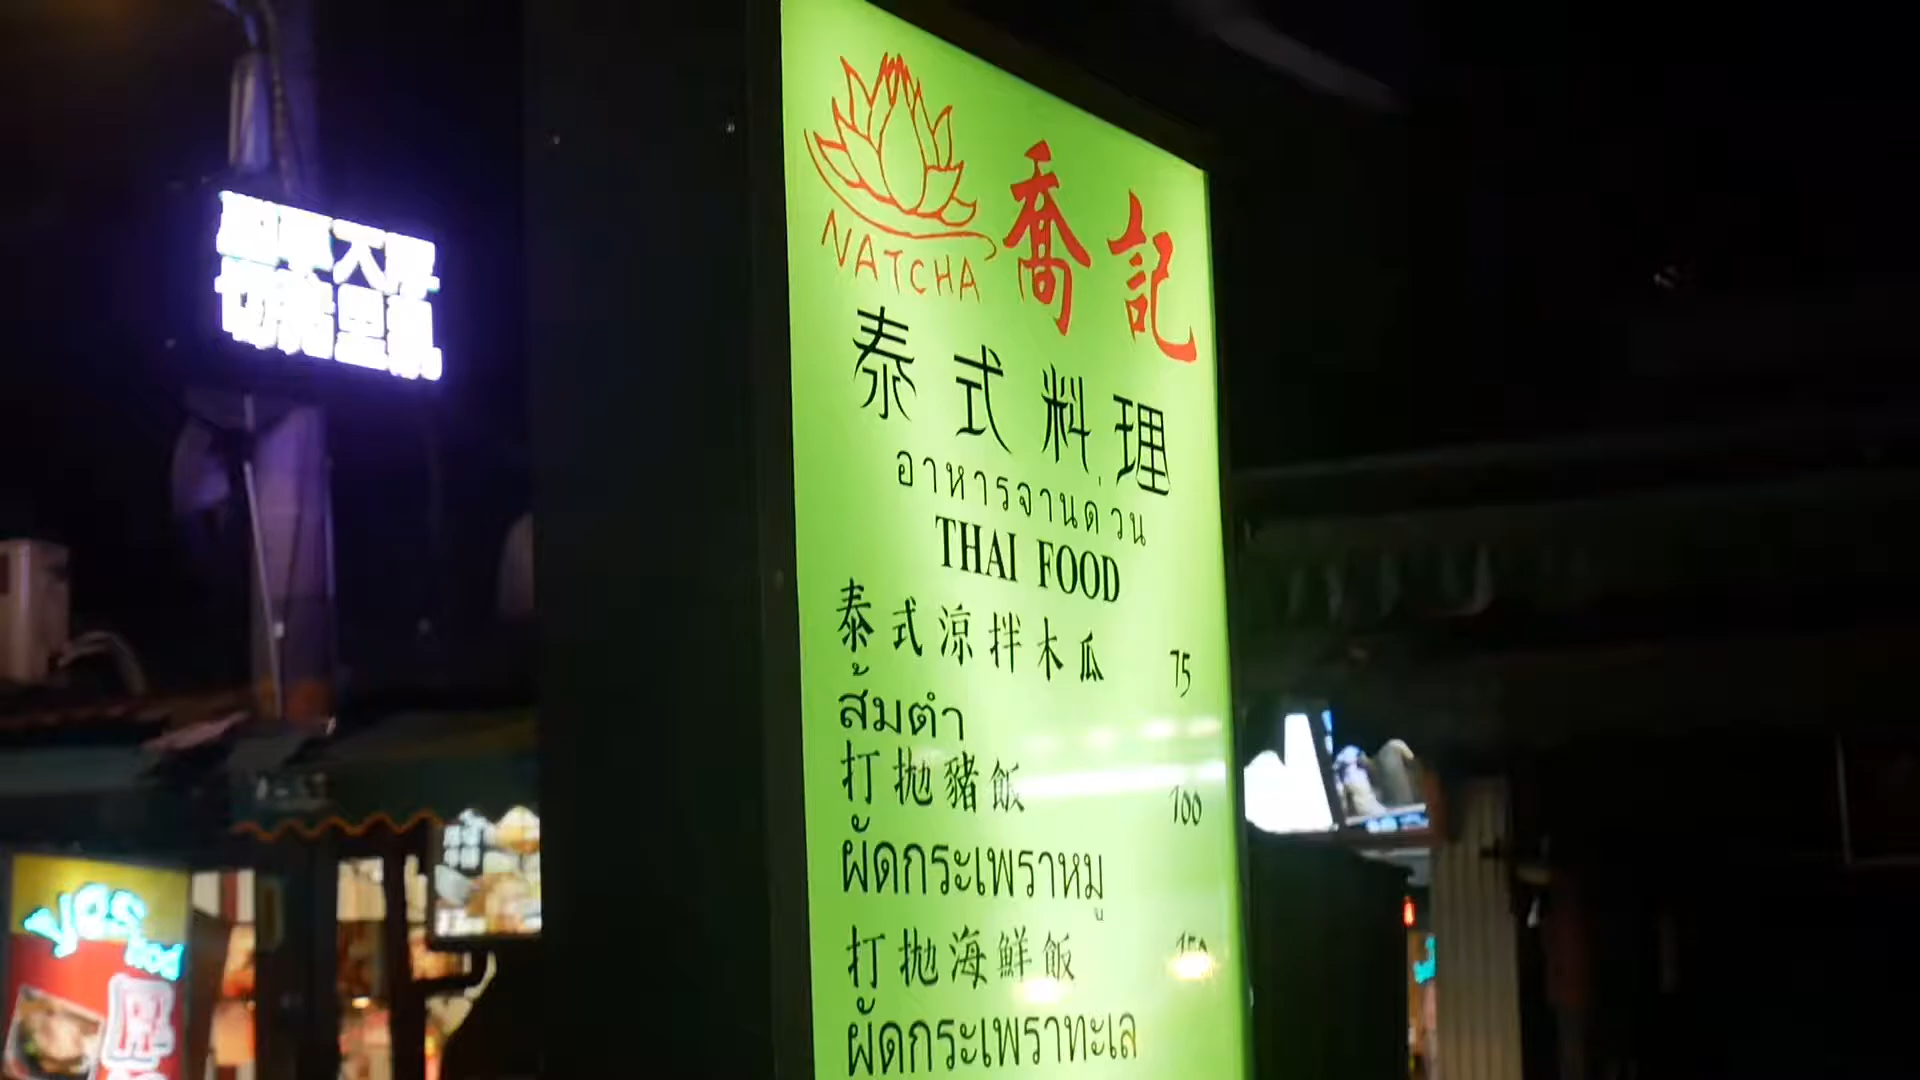 NATCHA
喬記
泰式料理
อาหารจานด่วน
THAI FOOD
泰式涼拌木瓜 75
ส้มตำ
打拋豬飯 100
ผัดกระเพราหมู
打拋海鮮飯 150
ผัดกระเพราทะเล
yes